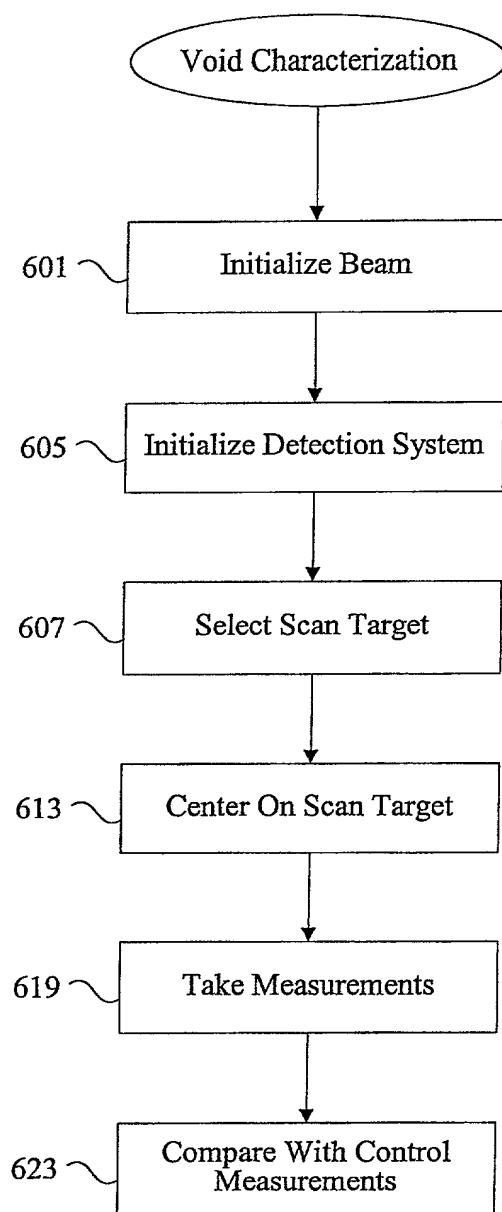 Void Characterization
601
Initialize Beam
605
Initialize Detection System
607
Select Scan Target
613
Center On Scan Target
619
Take Measurements
623
Compare With Control
Measurements